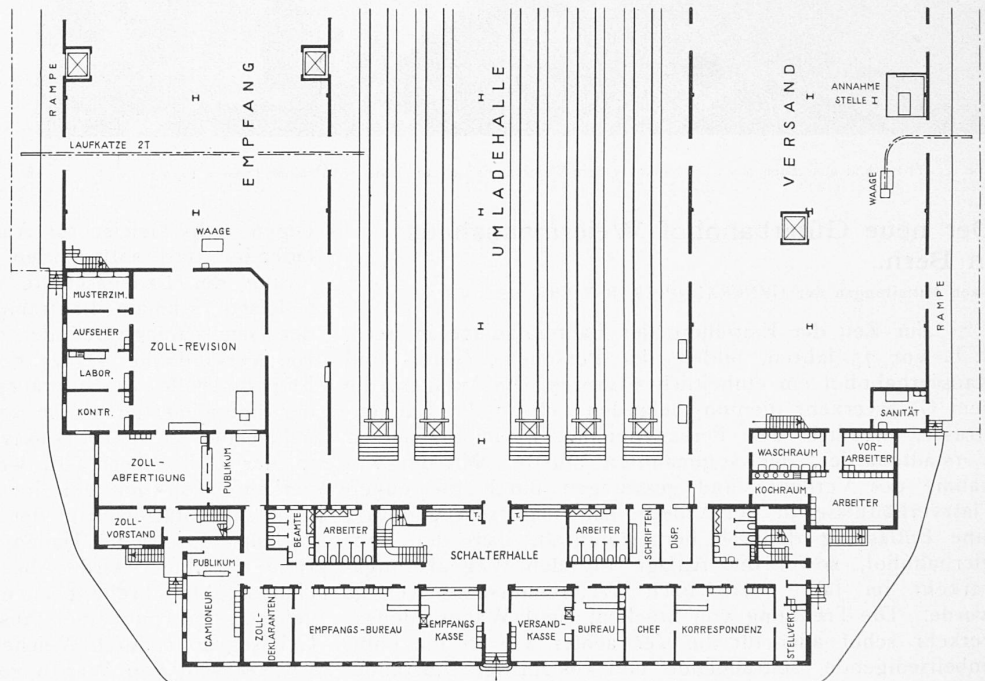 RAMPE
LAUFKATZE 2T
EMPFANG
UMLADEHALLE
VERSAND
ANNAHME
STELLE I
WAAGE
WAAGE
RAMPE
MUSTERZIM.
AUFSEHER
LABOR.
KONTR.
ZOLL-REVISION
SANITÄT
ZOLL-
ABFERTIGUNG
PUBLIKUM
WASCHRAUM
VOR-
ARBEITER
KOCHRAUM
ARBEITER
ZOLL-
VORSTAND
BEAMTE
ARBEITER
SCHALTERHALLE
ARBEITER
SCHRIFTEN
DISP.
PUBLIKUM
CAMIONEUR
ZOLL-
DEKLARANTEN
EMPFANGS-BUREAU
EMPFANGS
KASSE
VERSAND-
KASSE
BUREAU
CHEF
KORRESPONDENZ
STELLVERT.